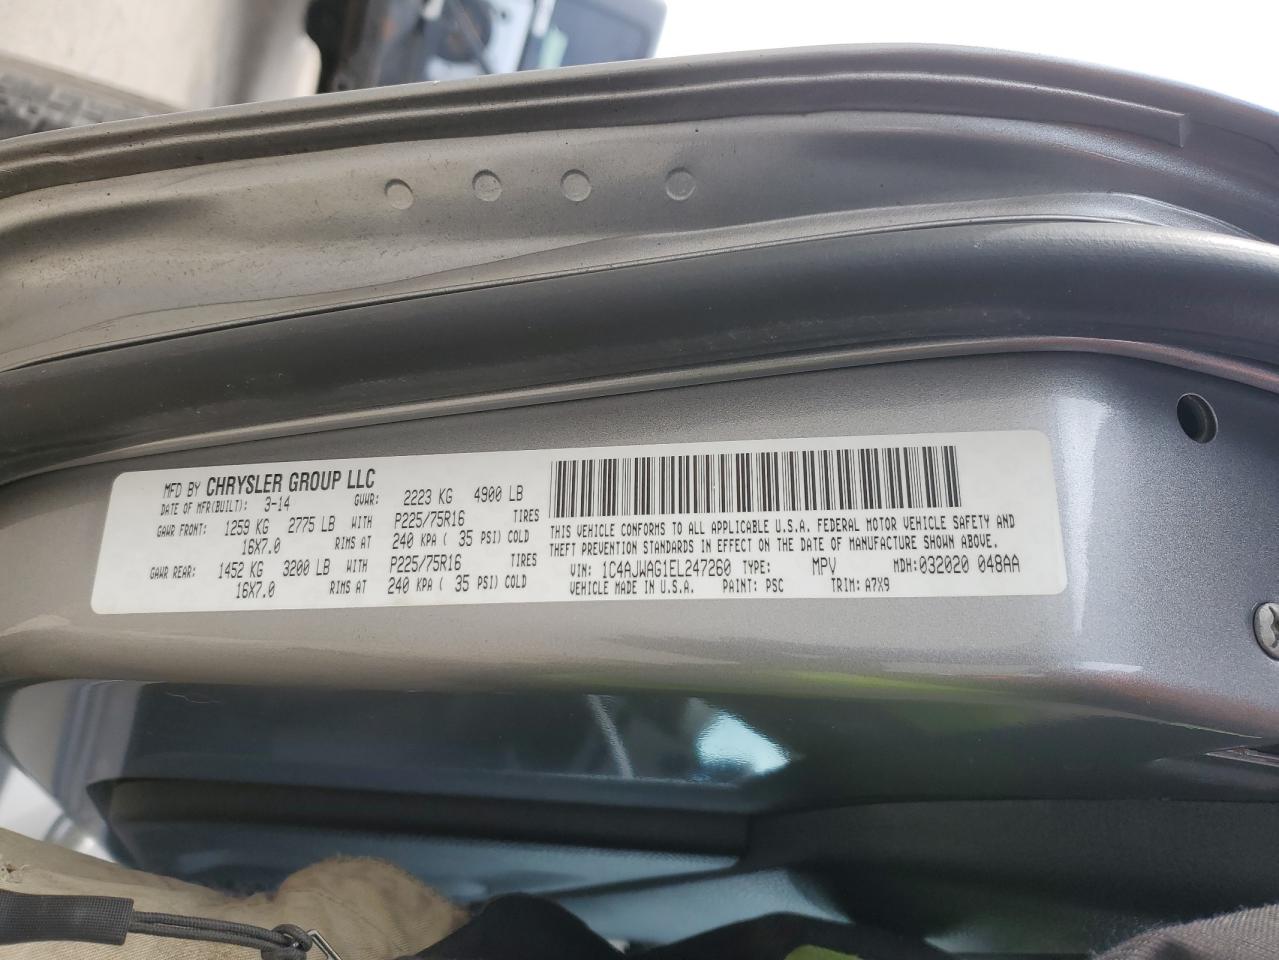 MFD BY CHRYSLER GROUP LLC
DATE OF MFR(BUILT): 3-14 GVWR: 2223 KG 4900 LB
GAWR FRONT: 1259 KG 2775 LB WITH P225/75R16 TIRES
16X7.0 RIMS AT 240 KPA ( 35 PSI) COLD
GAWR REAR: 1452 KG 3200 LB WITH P225/75R16 TIRES
16X7.0 RIMS AT 240 KPA ( 35 PSI) COLD
THIS VEHICLE CONFORMS TO ALL APPLICABLE U.S.A. FEDERAL MOTOR VEHICLE SAFETY AND
THEFT PREVENTION STANDARDS IN EFFECT ON THE DATE OF MANUFACTURE SHOWN ABOVE.
VIN: 1C4AJWAG1EL247260 TYPE: MPV MDH:032020 048AA
VEHICLE MADE IN U.S.A. PAINT: PSC TRIM: A7X9